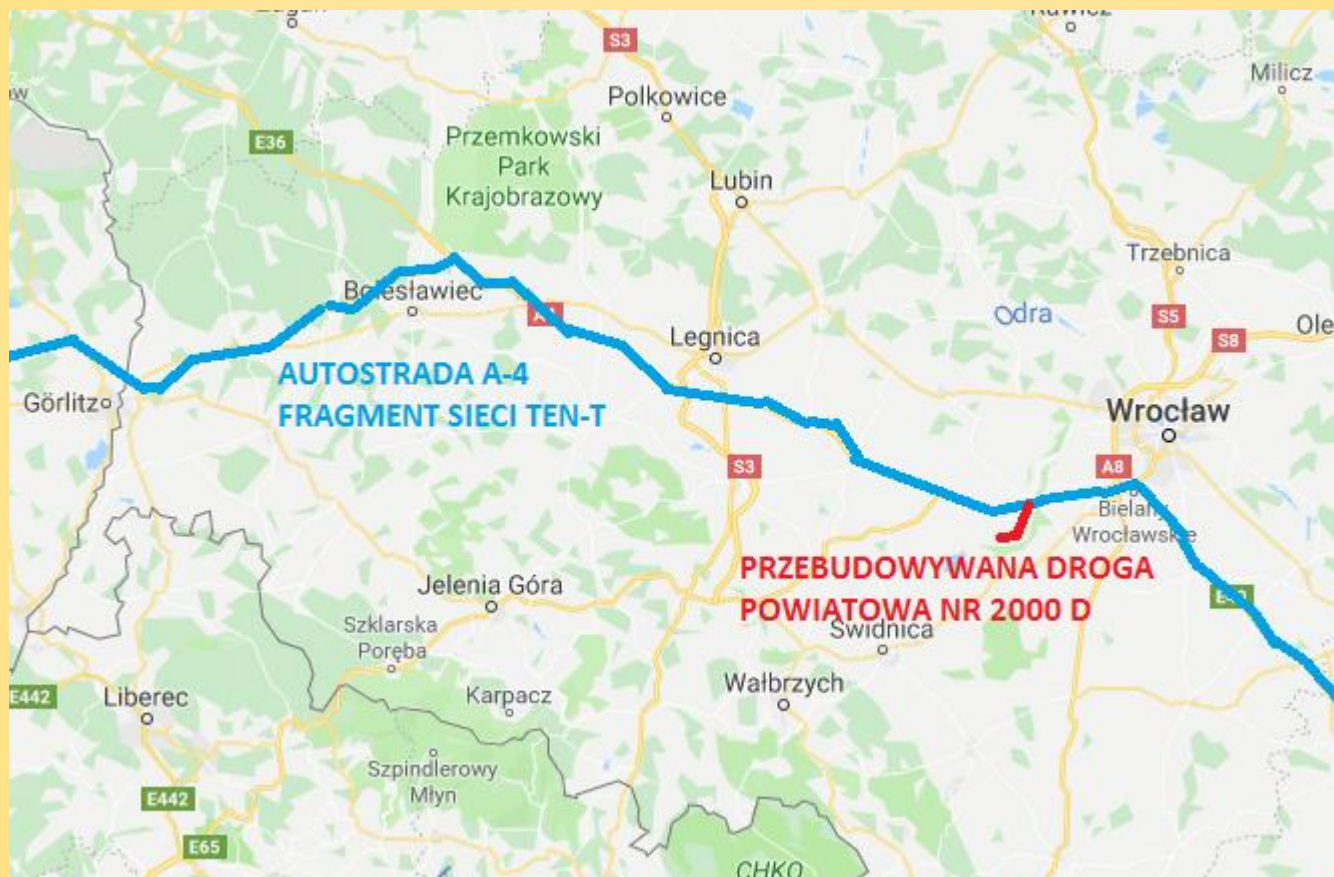 S3
Milicz
Polkowice
E36
Przemkowski
Park
Krajobrazowy
Lubin
Trzebnica
Bolesławiec
Odra
S5
Legnica
S8
Görlitz
AUTOSTRADA A-4
FRAGMENT SIECI TEN-T
Wrocław
S3
A8
Bielany
Wrocławskie
PRZEBUDOWYWANA DROGA
POWIATOWA NR 2000 D
Jelenia Góra
E40
Szklarska
Poręba
Świdnica
Karpacz
Wałbrzych
E442
Liberec
Szpindlerowy
Młyn
E442
E65
CHKO